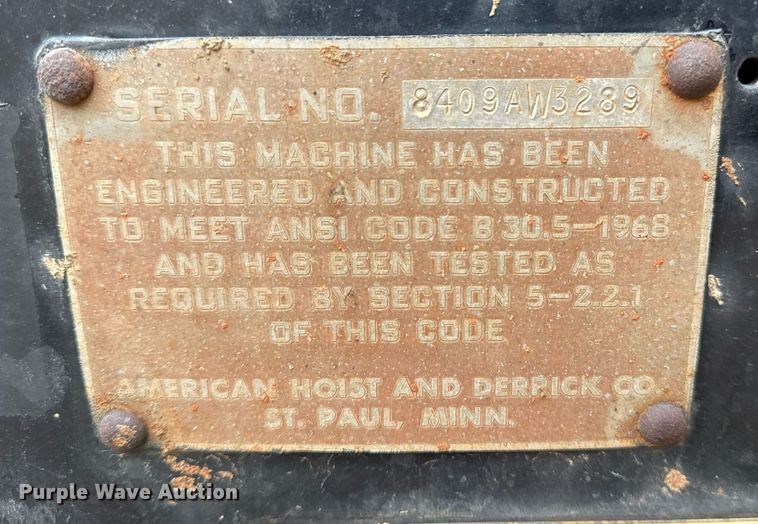 SERIAL NO. 8409AW3289
THIS MACHINE HAS BEEN
ENGINEERED AND CONSTRUCTED
TO MEET ANSI CODE B 30.5-1968
AND HAS BEEN TESTED AS
REQUIRED BY SECTION 5-2.2.1
OF THIS CODE
AMERICAN HOIST AND DERRICK CO.
ST. PAUL, MINN.
Purple Wave Auction